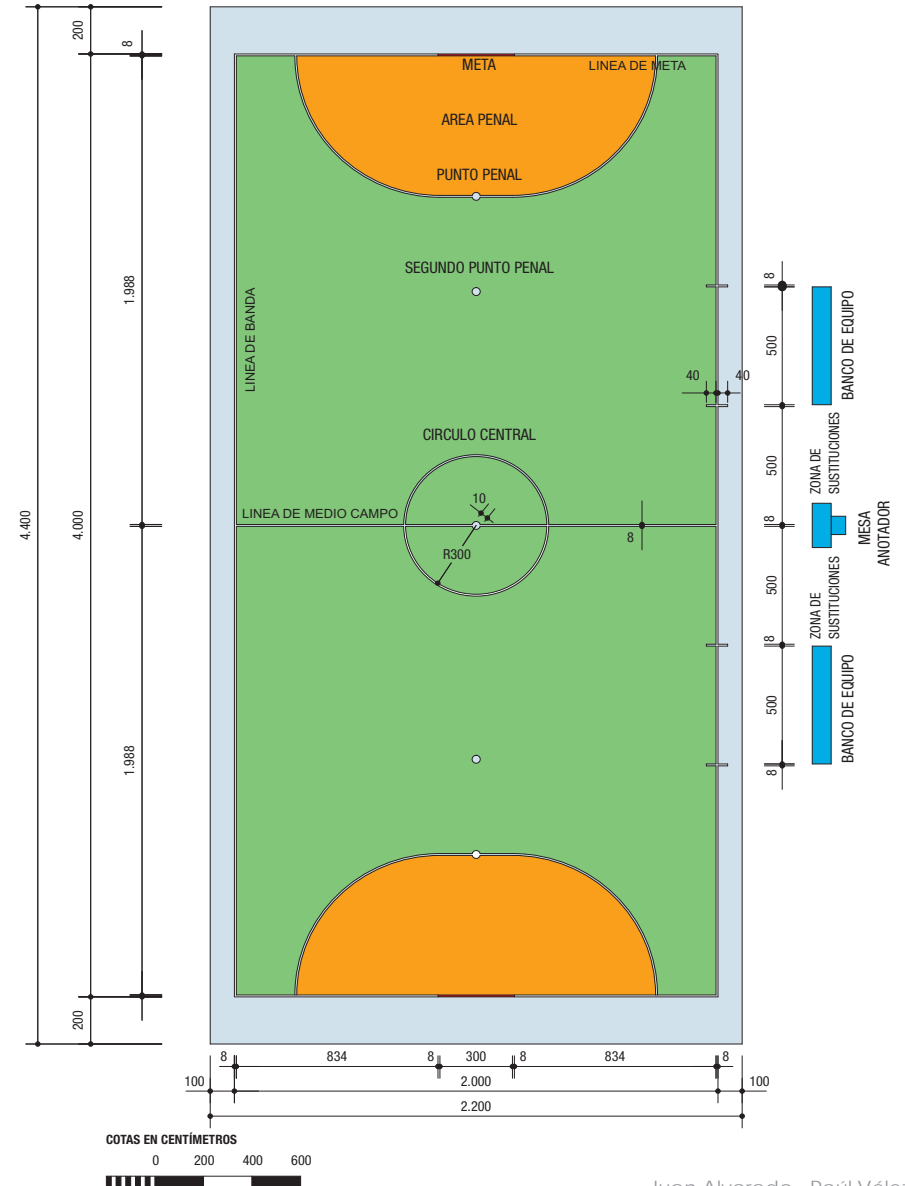 200
8
META
LINEA DE META
AREA PENAL
PUNTO PENAL
SEGUNDO PUNTO PENAL
LINEA DE BANDA
1.988
8
500
BANCO DE EQUIPO
40
40
CIRCULO CENTRAL
500
ZONA DE
SUSTITUCIONES
4.400
4.000
LINEA DE MEDIO CAMPO
10
R300
8
8
MESA
ANOTADOR
500
ZONA DE
SUSTITUCIONES
8
1.988
500
BANCO DE EQUIPO
8
200
8
834
8
300
8
834
8
100
2.000
100
2.200
COTAS EN CENTÍMETROS
0
200
400
600